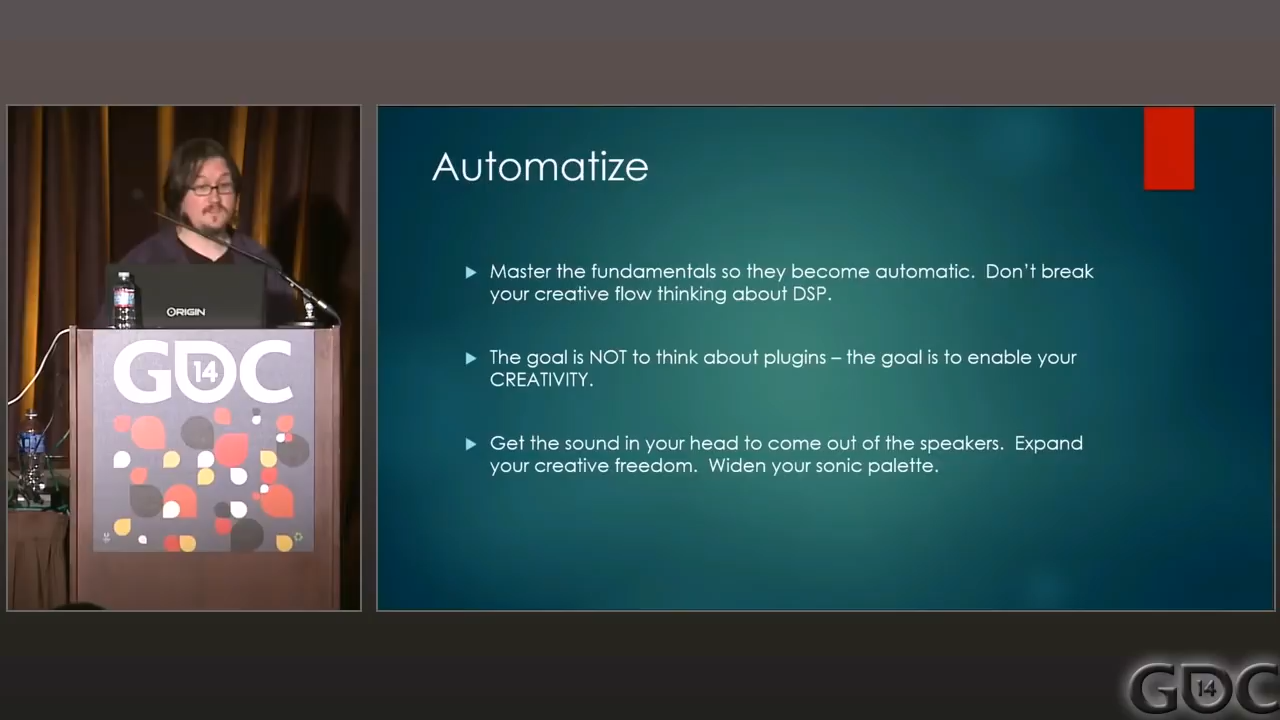 Automatize
Master the fundamentals so they become automatic. Don't break
your creative flow thinking about DSP.
The goal is NOT to think about plugins – the goal is to enable your
CREATIVITY.
Get the sound in your head to come out of the speakers. Expand
your creative freedom. Widen your sonic palette.
ORIGIN
GDC
14
GDC
14